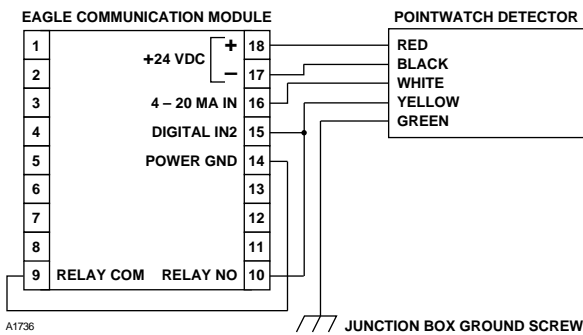 EAGLE COMMUNICATION MODULE
POINTWATCH DETECTOR
1
+ 18
RED
+24 VDC
BLACK
2
– 17
WHITE
3
4 – 20 MA IN 16
YELLOW
4
DIGITAL IN2 15
GREEN
5
POWER GND 14
6
13
7
12
8
11
9 RELAY COM RELAY NO 10
A1736
JUNCTION BOX GROUND SCREW